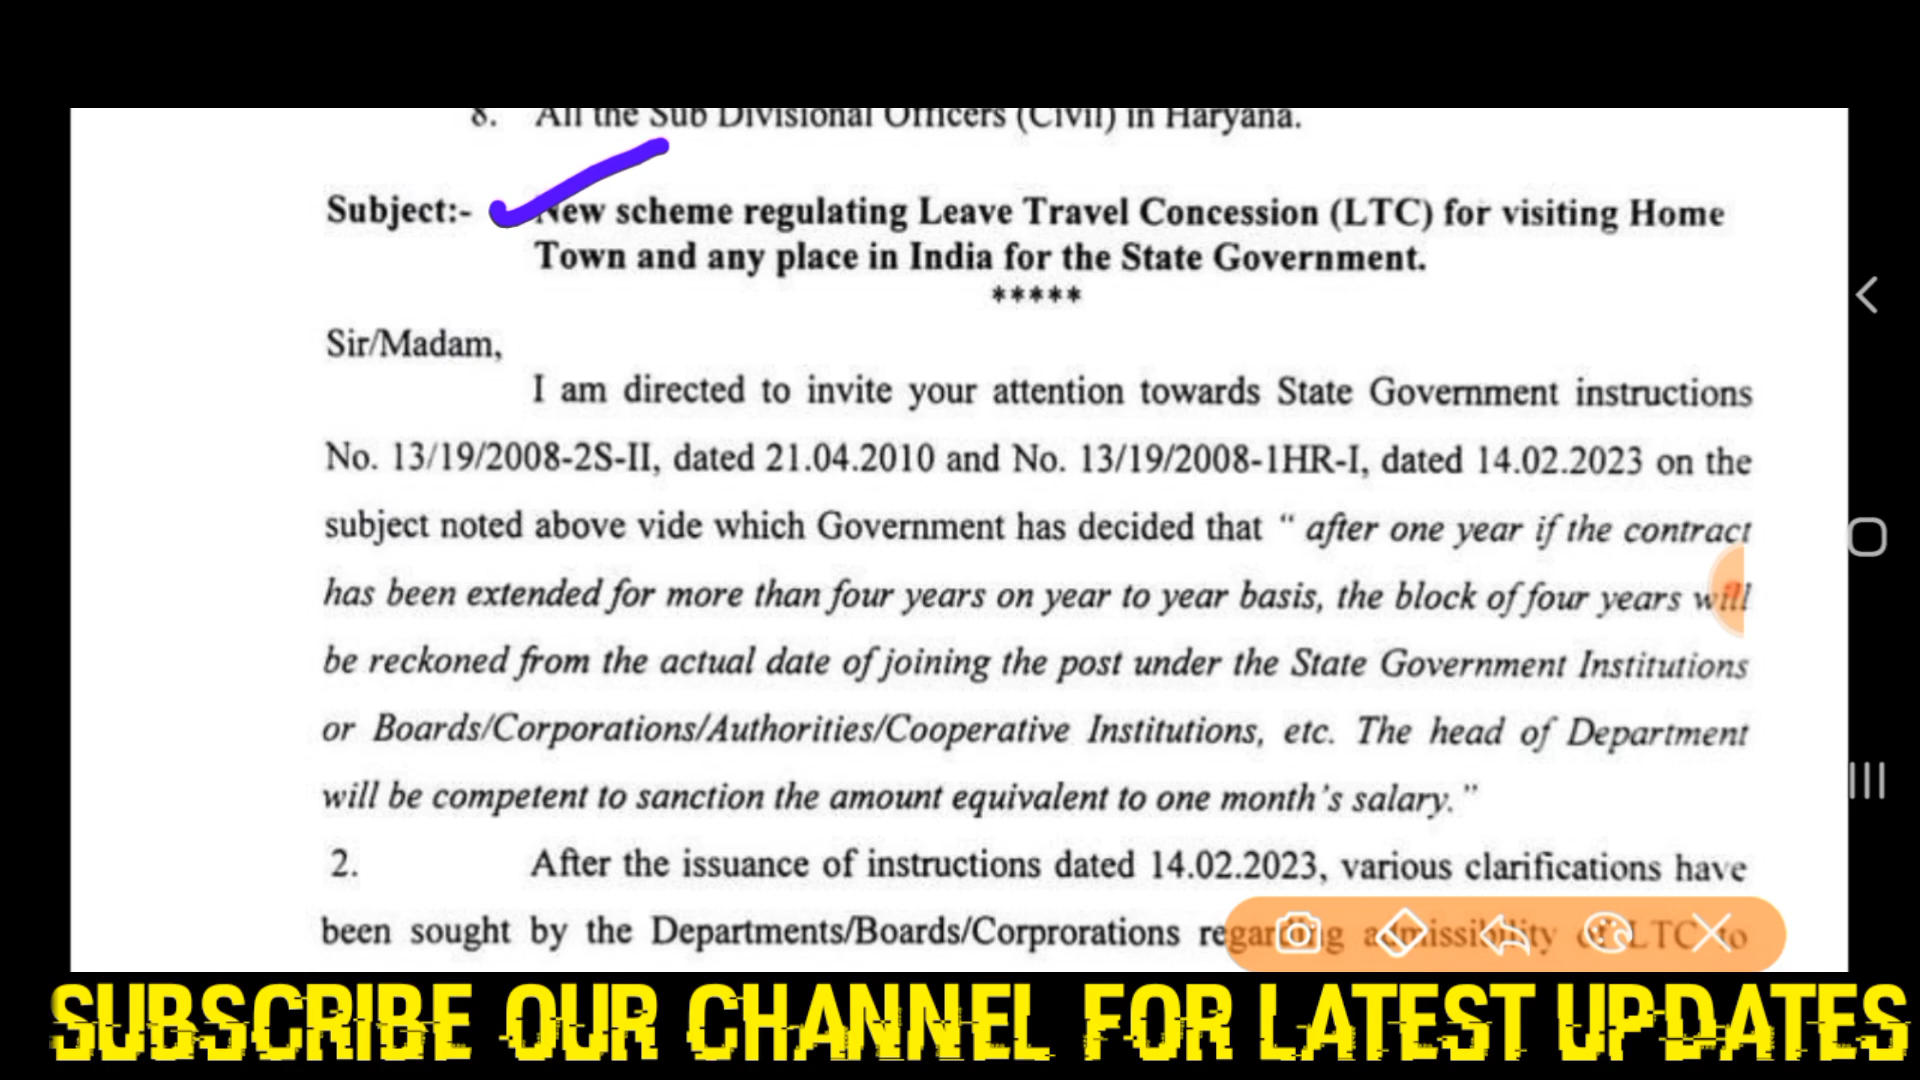 8. All the Sub Divisional Officers (Civil) in Haryana.
Subject:- New scheme regulating Leave Travel Concession (LTC) for visiting Home
Town and any place in India for the State Government.
*****
Sir/Madam,
I am directed to invite your attention towards State Government instructions
No. 13/19/2008-2S-II, dated 21.04.2010 and No. 13/19/2008-1HR-I, dated 14.02.2023 on the
subject noted above vide which Government has decided that “ after one year if the contract
has been extended for more than four years on year to year basis, the block of four years will
be reckoned from the actual date of joining the post under the State Government Institutions
or Boards/Corporations/Authorities/Cooperative Institutions, etc. The head of Department
will be competent to sanction the amount equivalent to one month’s salary.”
2. After the issuance of instructions dated 14.02.2023, various clarifications have
been sought by the Departments/Boards/Corprorations regarding admissibility of LTC to
SUBSCRIBE OUR CHANNEL FOR LATEST UPDATES